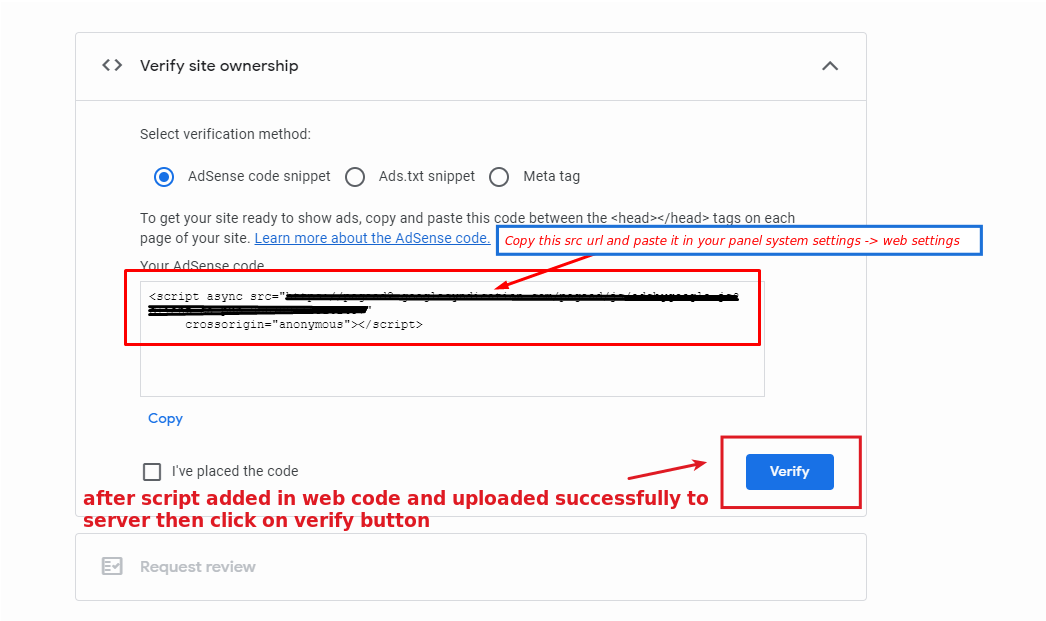 Verify site ownership
Select verification method:
AdSense code snippet Ads.txt snippet Meta tag
To get your site ready to show ads, copy and paste this code between the <head></head> tags on each
page of your site. Learn more about the AdSense code.
Copy this src url and paste it in your panel system settings -> web settings
Your AdSense code
<script async src="
"
crossorigin="anonymous"></script>
Copy
I've placed the code
Verify
after script added in web code and uploaded successfully to
server then click on verify button
Request review